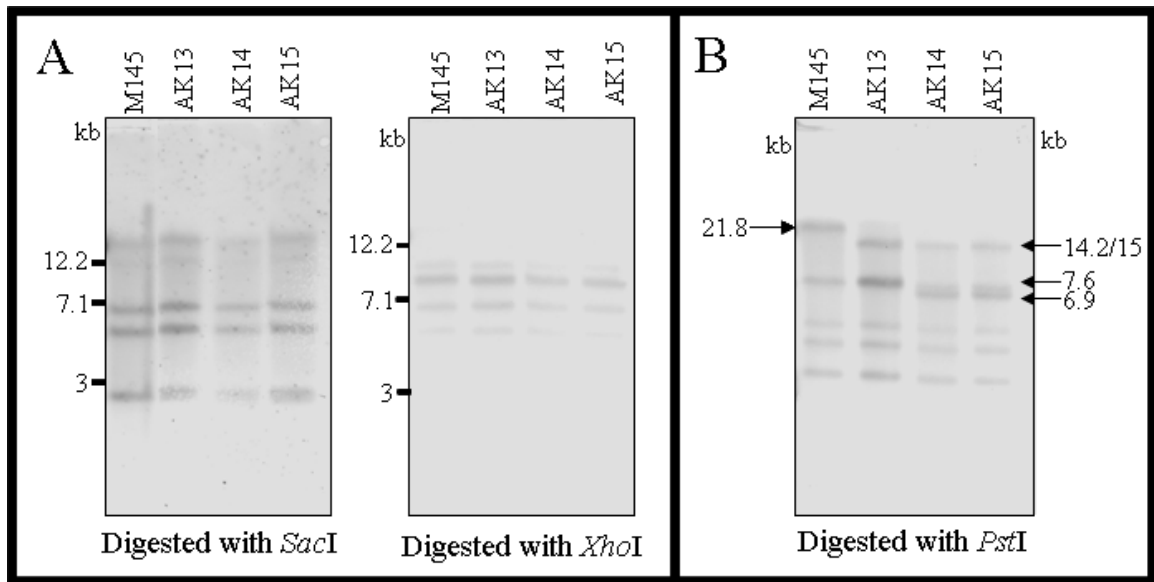 A
M145 AK13 AK14 AK15
kb
12.2
7.1
3
Digested with SacI
M145 AK13 AK14 AK15
kb
12.2
7.1
3
Digested with XhoI
B
M145 AK13 AK14 AK15
kb
kb
21.8
14.2/15
7.6
6.9
Digested with PstI